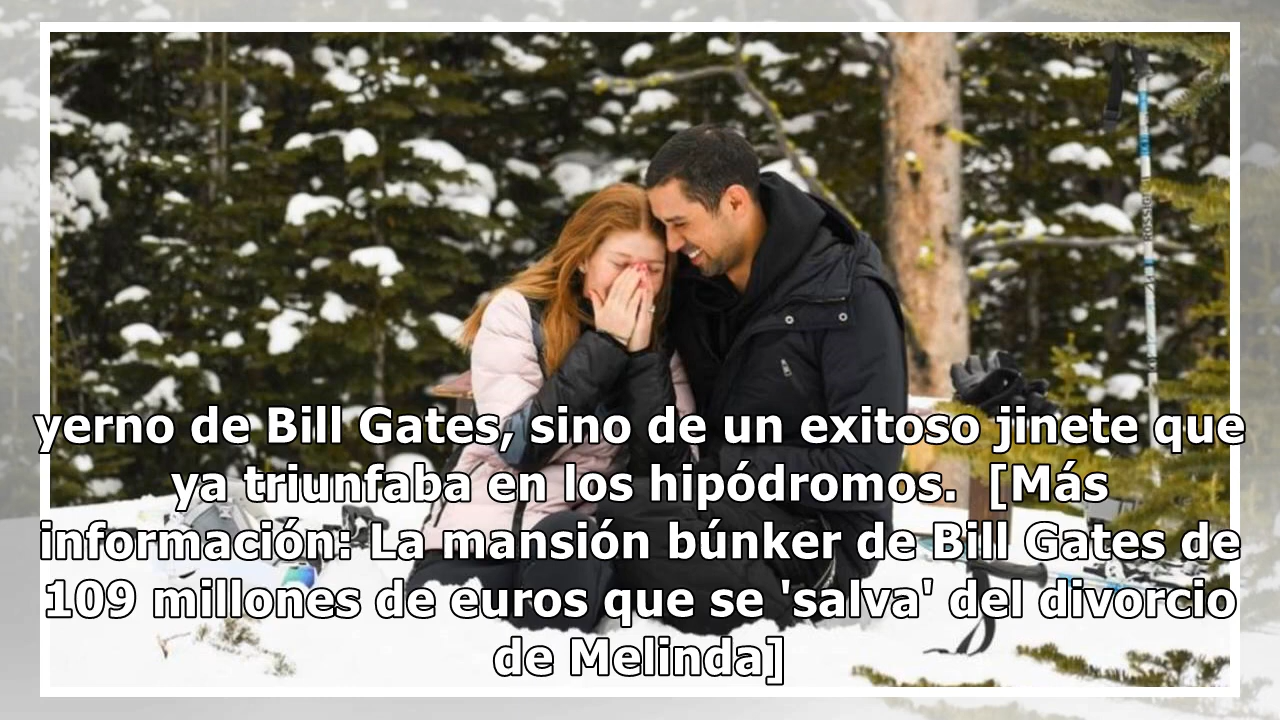 yerno de Bill Gates, sino de un exitoso jinete que
ya triunfaba en los hipódromos.  [Más
información: La mansión búnker de Bill Gates de
109 millones de euros que se 'salva' del divorcio
de Melinda]
ROSSIGNOL